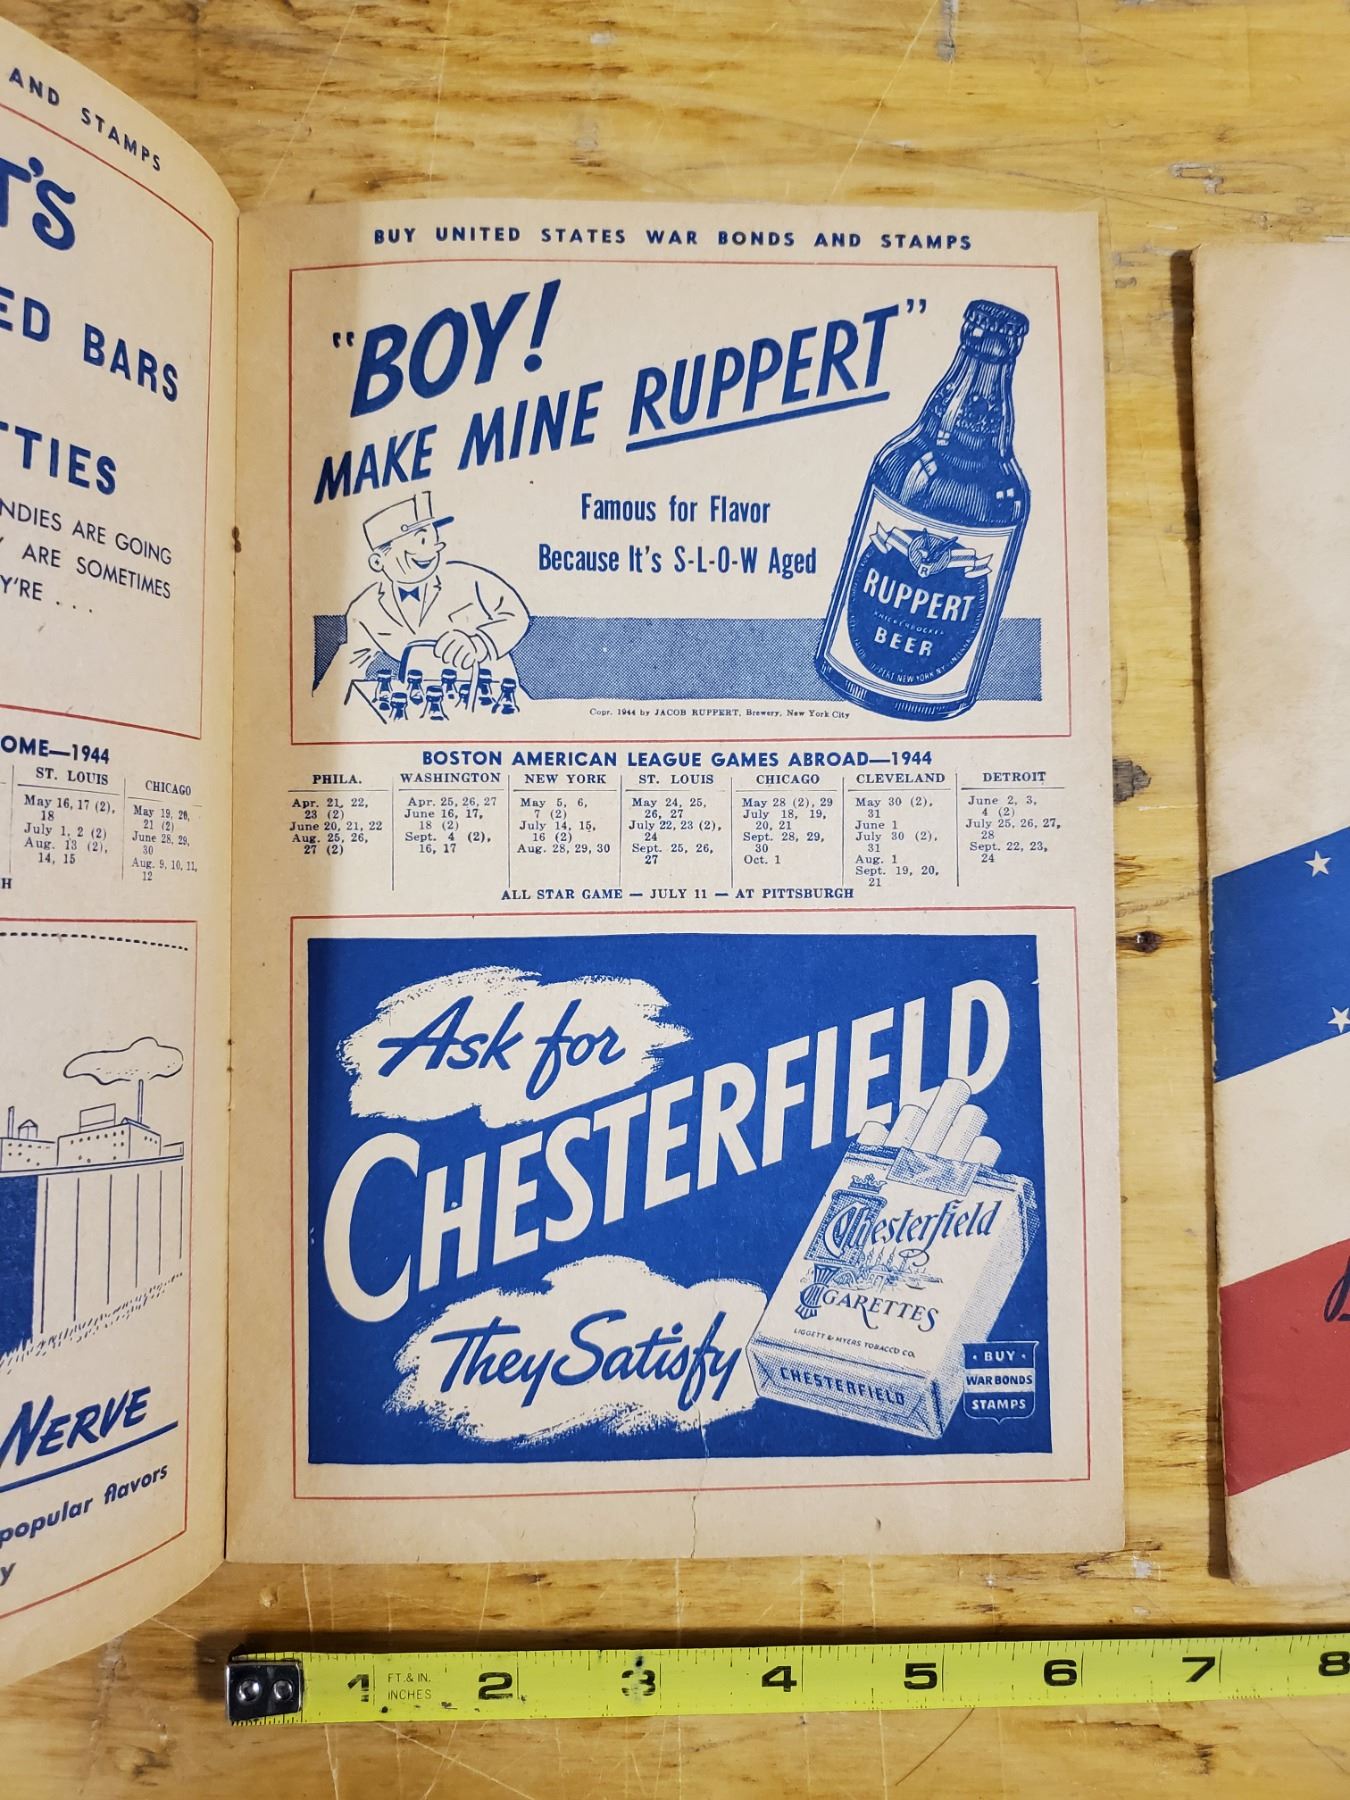 AND STAMPS
T'S
ED BARS
TTIES
NDIES ARE GOING
Y ARE SOMETIMES
Y'RE . . .
OME—1944
ST. LOUIS
May 16, 17 (2),
18
July 1, 2 (2)
Aug. 13 (2),
14, 15
CHICAGO
May 19, 20,
21 (2)
June 28, 29,
30
Aug. 9, 10, 11,
12
H
NERVE
popular flavors
y
BUY UNITED STATES WAR BONDS AND STAMPS
"BOY!
MAKE MINE RUPPERT"
Famous for Flavor
Because It's S-L-O-W Aged
R
RUPPERT
KNICKERBOCKER
BEER
Copr. 1944 by JACOB RUPPERT, Brewery, New York City
BOSTON AMERICAN LEAGUE GAMES ABROAD—1944
PHILA.
Apr. 21, 22,
23 (2)
June 20, 21, 22
Aug. 25, 26,
27 (2)
WASHINGTON
Apr. 25, 26, 27
June 16, 17,
18 (2)
Sept. 4 (2),
16, 17
NEW YORK
May 5, 6,
7 (2)
July 14, 15,
16 (2)
Aug. 28, 29, 30
ST. LOUIS
May 24, 25,
26, 27
July 22, 23 (2),
24
Sept. 25, 26,
27
CHICAGO
May 28 (2), 29
July 18, 19,
20, 21
Sept. 28, 29,
30
Oct. 1
CLEVELAND
May 30 (2),
31
June 1
July 30 (2),
31
Aug. 1
Sept. 19, 20,
21
DETROIT
June 2, 3,
4 (2)
July 25, 26, 27,
28
Sept. 22, 23,
24
ALL STAR GAME — JULY 11 — AT PITTSBURGH
Ask for
CHESTERFIELD
They Satisfy
Chesterfield
CIGARETTES
LIGGETT & MYERS TOBACCO CO.
CHESTERFIELD
• BUY •
WAR BONDS
STAMPS
1 FT. & IN. INCHES 2 3 4 5 6 7 8